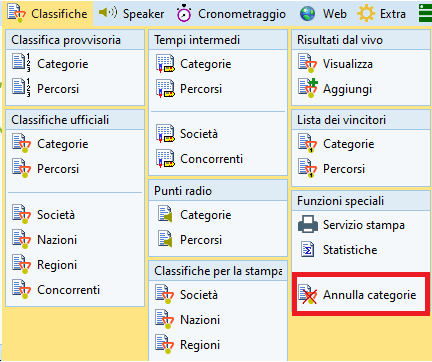 Classifiche Speaker Cronometraggio Web Extra
Classifica provvisoria
Categorie
Percorsi
Classifiche ufficiali
Categorie
Percorsi
Società
Nazioni
Regioni
Concorrenti
Tempi intermedi
Categorie
Percorsi
Società
Concorrenti
Punti radio
Categorie
Percorsi
Classifiche per la stampa
Società
Nazioni
Regioni
Risultati dal vivo
Visualizza
Aggiungi
Lista dei vincitori
Categorie
Percorsi
Funzioni speciali
Servizio stampa
Statistiche
Annulla categorie